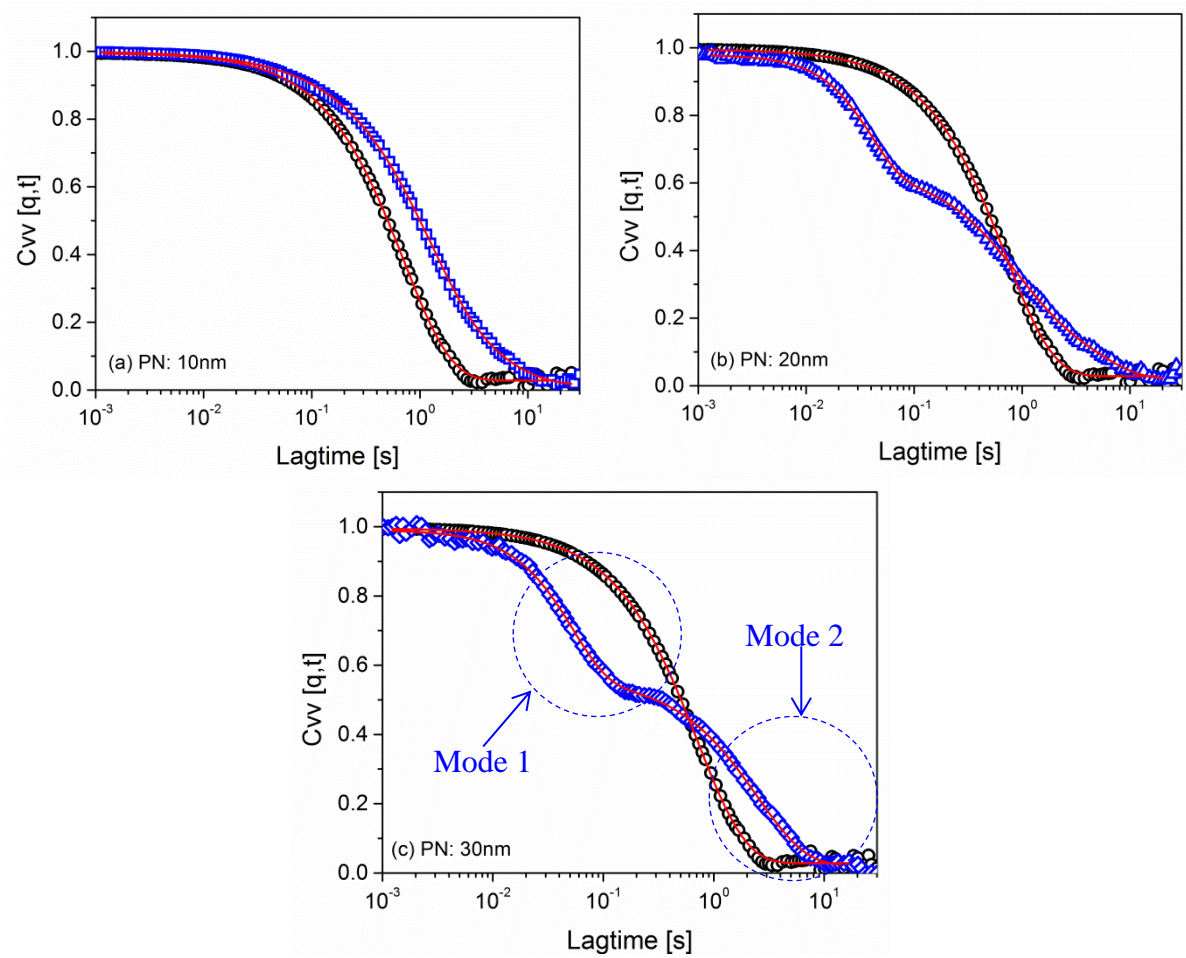 1.0
0.8
0.6
0.4
0.2
0.0
Cvv [q,t]
(a) PN: 10nm
10⁻³ 10⁻² 10⁻¹ 10⁰ 10¹
Lagtime [s]
1.0
0.8
0.6
0.4
0.2
0.0
Cvv [q,t]
(b) PN: 20nm
10⁻³ 10⁻² 10⁻¹ 10⁰ 10¹
Lagtime [s]
1.0
0.8
0.6
0.4
0.2
0.0
Cvv [q,t]
Mode 2
Mode 1
(c) PN: 30nm
10⁻³ 10⁻² 10⁻¹ 10⁰ 10¹
Lagtime [s]